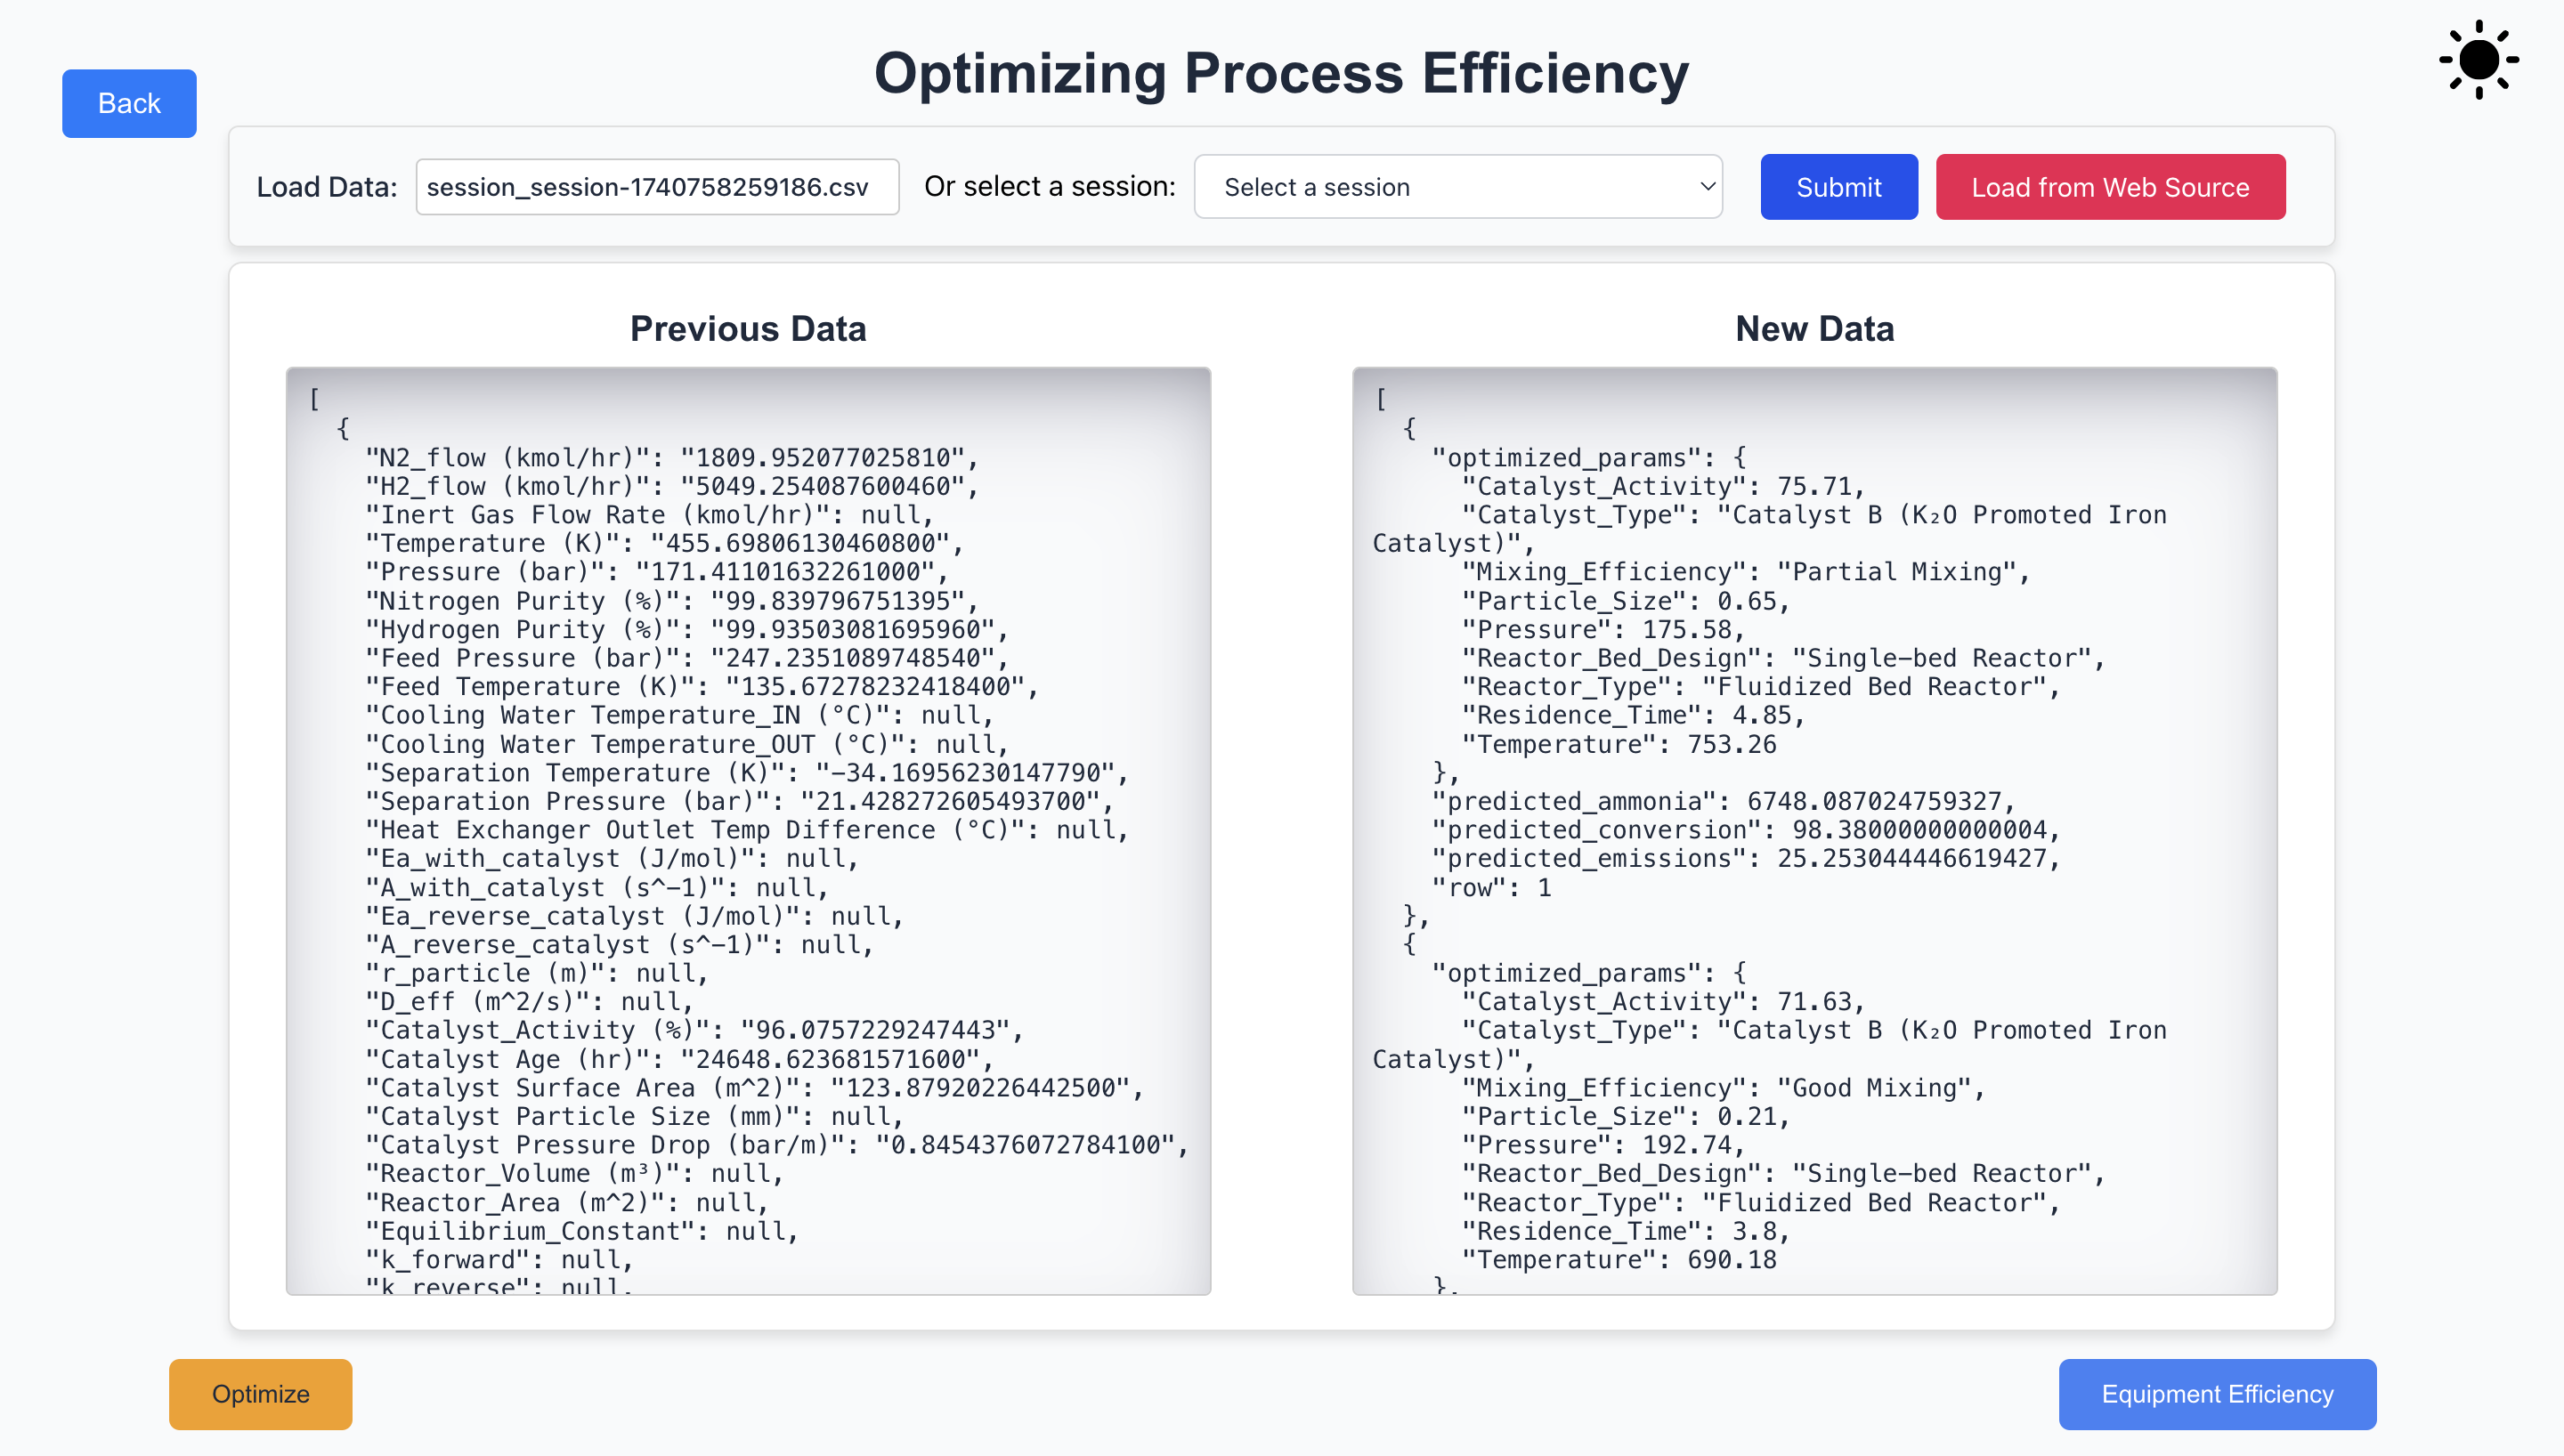 Optimizing Process Efficiency
Back
Load Data: session_session-1740758259186.csv Or select a session: Select a session Submit Load from Web Source
Previous Data
[
{
"N2_flow (kmol/hr)": "1809.952077025810",
"H2_flow (kmol/hr)": "5049.254087600460",
"Inert Gas Flow Rate (kmol/hr)": null,
"Temperature (K)": "455.69806130460800",
"Pressure (bar)": "171.41101632261000",
"Nitrogen Purity (%)": "99.839796751395",
"Hydrogen Purity (%)": "99.93503081695960",
"Feed Pressure (bar)": "247.2351089748540",
"Feed Temperature (K)": "135.67278232418400",
"Cooling Water Temperature_IN (°C)": null,
"Cooling Water Temperature_OUT (°C)": null,
"Separation Temperature (K)": "-34.16956230147790",
"Separation Pressure (bar)": "21.428272605493700",
"Heat Exchanger Outlet Temp Difference (°C)": null,
"Ea_with_catalyst (J/mol)": null,
"A_with_catalyst (s^-1)": null,
"Ea_reverse_catalyst (J/mol)": null,
"A_reverse_catalyst (s^-1)": null,
"r_particle (m)": null,
"D_eff (m^2/s)": null,
"Catalyst_Activity (%)": "96.0757229247443",
"Catalyst Age (hr)": "24648.623681571600",
"Catalyst Surface Area (m^2)": "123.87920226442500",
"Catalyst Particle Size (mm)": null,
"Catalyst Pressure Drop (bar/m)": "0.8454376072784100",
"Reactor_Volume (m³)": null,
"Reactor_Area (m^2)": null,
"Equilibrium_Constant": null,
"k_forward": null,
"k_reverse": null,
New Data
[
{
"optimized_params": {
"Catalyst_Activity": 75.71,
"Catalyst_Type": "Catalyst B (K₂O Promoted Iron
Catalyst)",
"Mixing_Efficiency": "Partial Mixing",
"Particle_Size": 0.65,
"Pressure": 175.58,
"Reactor_Bed_Design": "Single-bed Reactor",
"Reactor_Type": "Fluidized Bed Reactor",
"Residence_Time": 4.85,
"Temperature": 753.26
},
"predicted_ammonia": 6748.087024759327,
"predicted_conversion": 98.38000000000004,
"predicted_emissions": 25.253044446619427,
"row": 1
},
{
"optimized_params": {
"Catalyst_Activity": 71.63,
"Catalyst_Type": "Catalyst B (K₂O Promoted Iron
Catalyst)",
"Mixing_Efficiency": "Good Mixing",
"Particle_Size": 0.21,
"Pressure": 192.74,
"Reactor_Bed_Design": "Single-bed Reactor",
"Reactor_Type": "Fluidized Bed Reactor",
"Residence_Time": 3.8,
"Temperature": 690.18
},
Optimize
Equipment Efficiency